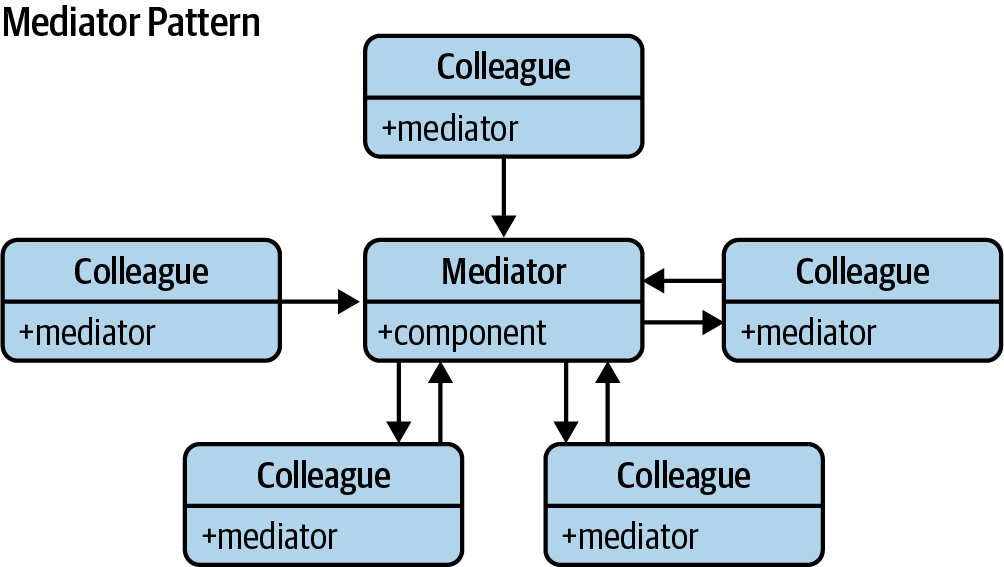 Mediator Pattern
Colleague
+mediator
Colleague
+mediator
Mediator
+component
Colleague
+mediator
Colleague
+mediator
Colleague
+mediator